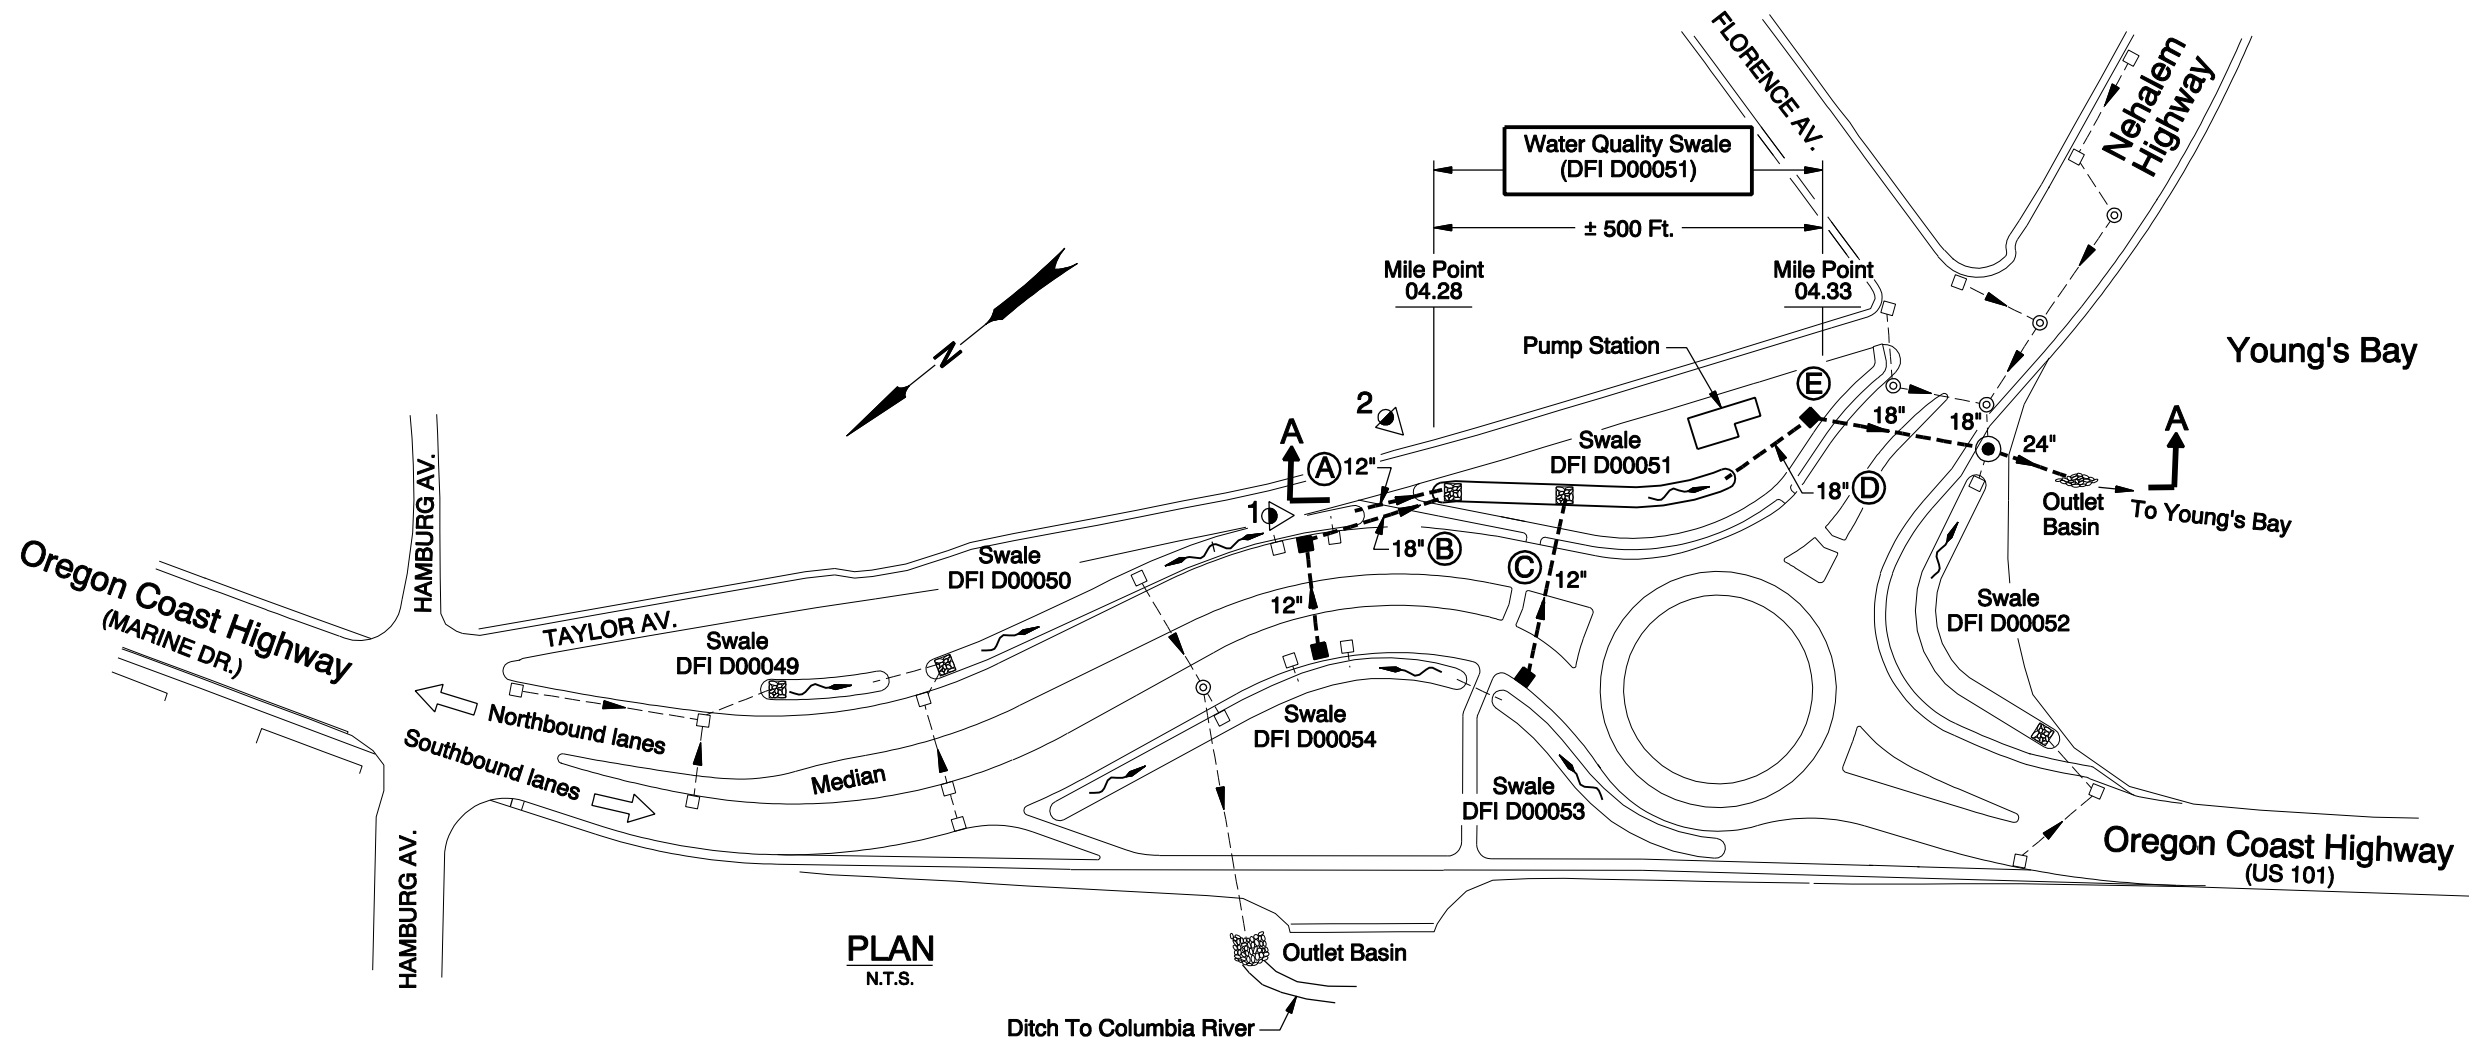 FLORENCE AV.
Nehalem
Highway
Water Quality Swale
(DFI D00051)
± 500 Ft.
Mile Point
04.28
Mile Point
04.33
N
Pump Station
Young's Bay
E
2
A
A
A 12"
Swale
DFI D00051
18"
18"
24"
18" D
Outlet
Basin
To Young's Bay
1
18" B
C
12"
12"
HAMBURG AV.
Oregon Coast Highway
(MARINE DR.)
TAYLOR AV.
Swale
DFI D00050
Swale
DFI D00049
Swale
DFI D00052
Northbound lanes
Southbound lanes
Median
Swale
DFI D00054
Swale
DFI D00053
Oregon Coast Highway
(US 101)
HAMBURG AV.
PLAN
N.T.S.
Outlet Basin
Ditch To Columbia River